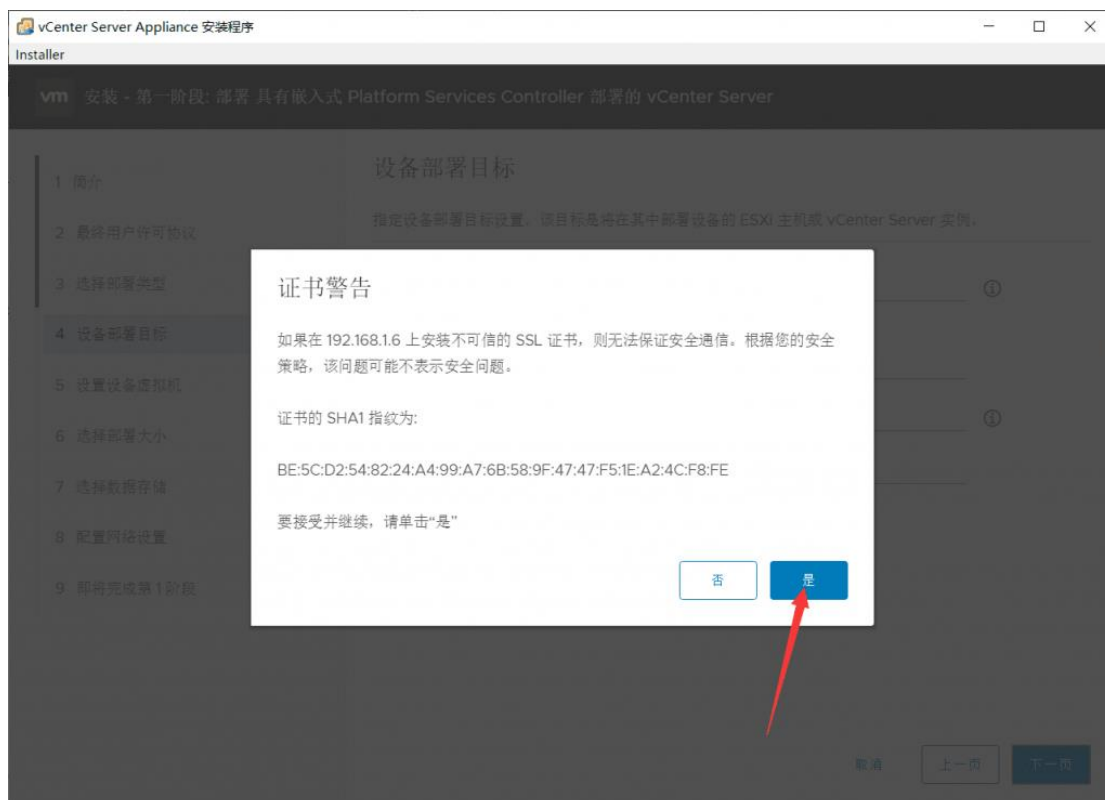 vCenter Server Appliance 安装程序
Installer
vm 安装 - 第一阶段: 部署 具有嵌入式 Platform Services Controller 部署的 vCenter Server
设备部署目标
指定设备部署目标设置。该目标是将在其中部署设备的 ESXi 主机或 vCenter Server 实例。
1 简介
2 最终用户许可协议
3 选择部署类型
4 设备部署目标
5 设置设备虚拟机
6 选择部署大小
7 选择数据存储
8 配置网络设置
9 即将完成第 1 阶段
证书警告
如果在 192.168.1.6 上安装不可信的 SSL 证书，则无法保证安全通信。根据您的安全
策略，该问题可能不表示安全问题。
证书的 SHA1 指纹为:
BE:5C:D2:54:82:24:A4:99:A7:6B:58:9F:47:47:F5:1E:A2:4C:F8:FE
要接受并继续，请单击“是”
否
是
取消
上一页
下一页